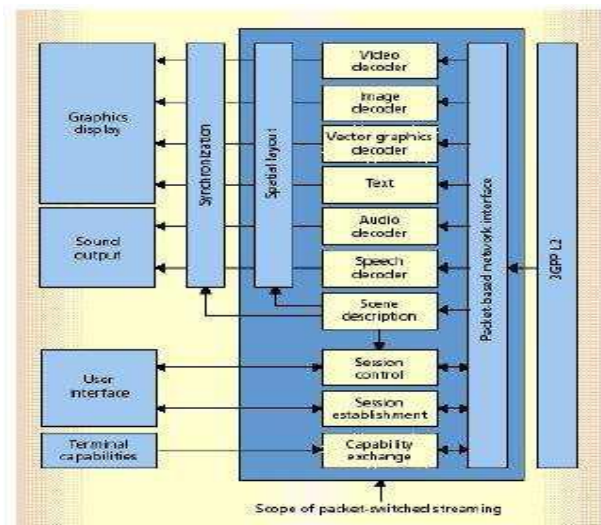 Graphics
display
Sound
output
User
interface
Terminal
capabilities
Synchronization
Spatial layout
Video
decoder
Image
decoder
Vector graphics
decoder
Text
Audio
decoder
Speech
decoder
Scene
description
Session
control
Session
establishment
Capability
exchange
Packet-based network interface
3GPP L2
Scope of packet-switched streaming